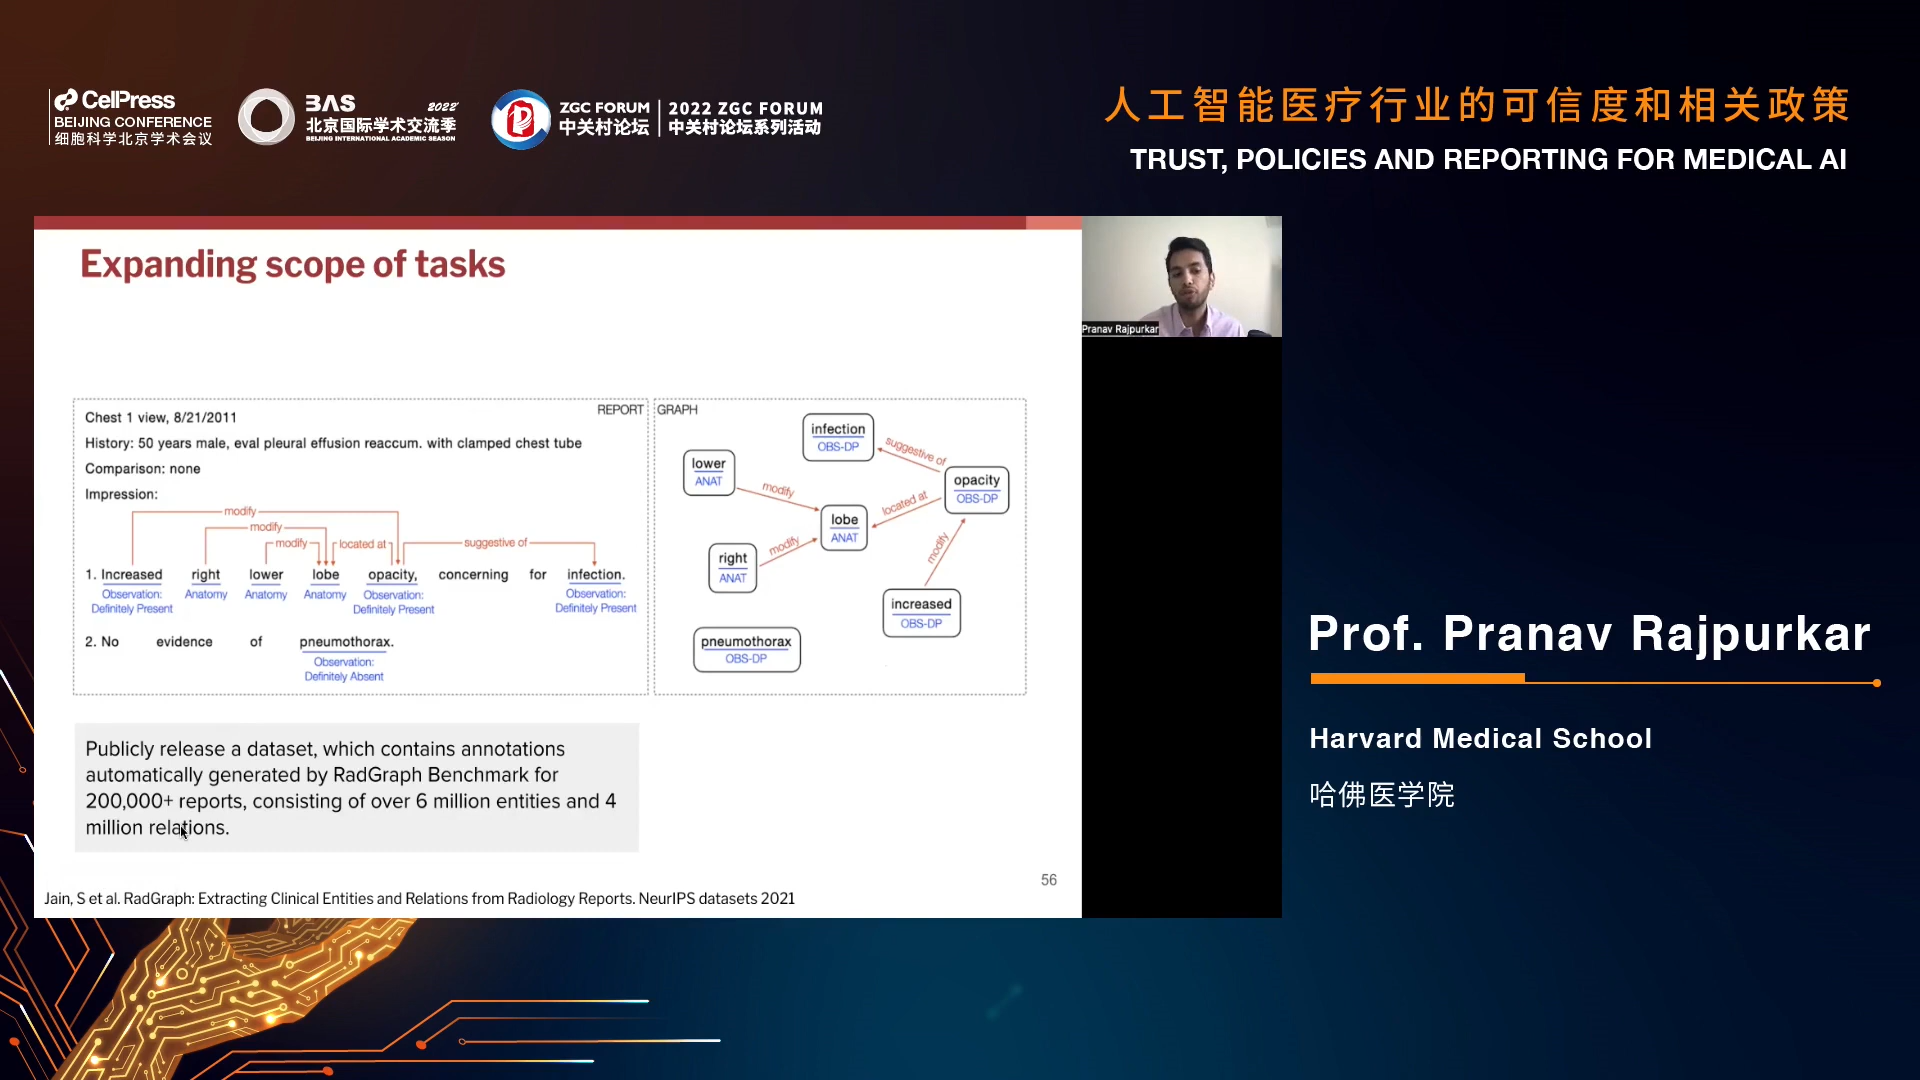 CellPress
BEIJING CONFERENCE
细胞科学北京学术会议
BAS 2022
北京国际学术交流季
BEIJING INTERNATIONAL ACADEMIC SEASON
ZGC FORUM
中关村论坛
2022 ZGC FORUM
中关村论坛系列活动
人工智能医疗行业的可信度和相关政策
TRUST, POLICIES AND REPORTING FOR MEDICAL AI
Expanding scope of tasks
Pranav Rajpurkar
REPORT
Chest 1 view, 8/21/2011
History: 50 years male, eval pleural effusion reaccum. with clamped chest tube
Comparison: none
Impression:
modify
modify
modify located at suggestive of
1. Increased right lower lobe opacity, concerning for infection.
Observation: Anatomy Anatomy Anatomy Observation: Observation:
Definitely Present Definitely Present Definitely Present
2. No evidence of pneumothorax.
Observation:
Definitely Absent
GRAPH
infection
OBS-DP
suggestive of
lower
ANAT
modify
opacity
OBS-DP
located at
lobe
ANAT
modify
right
ANAT
modify
increased
OBS-DP
pneumothorax
OBS-DP
Publicly release a dataset, which contains annotations
automatically generated by RadGraph Benchmark for
200,000+ reports, consisting of over 6 million entities and 4
million relations.
56
Jain, S et al. RadGraph: Extracting Clinical Entities and Relations from Radiology Reports. NeurIPS datasets 2021
Prof. Pranav Rajpurkar
Harvard Medical School
哈佛医学院